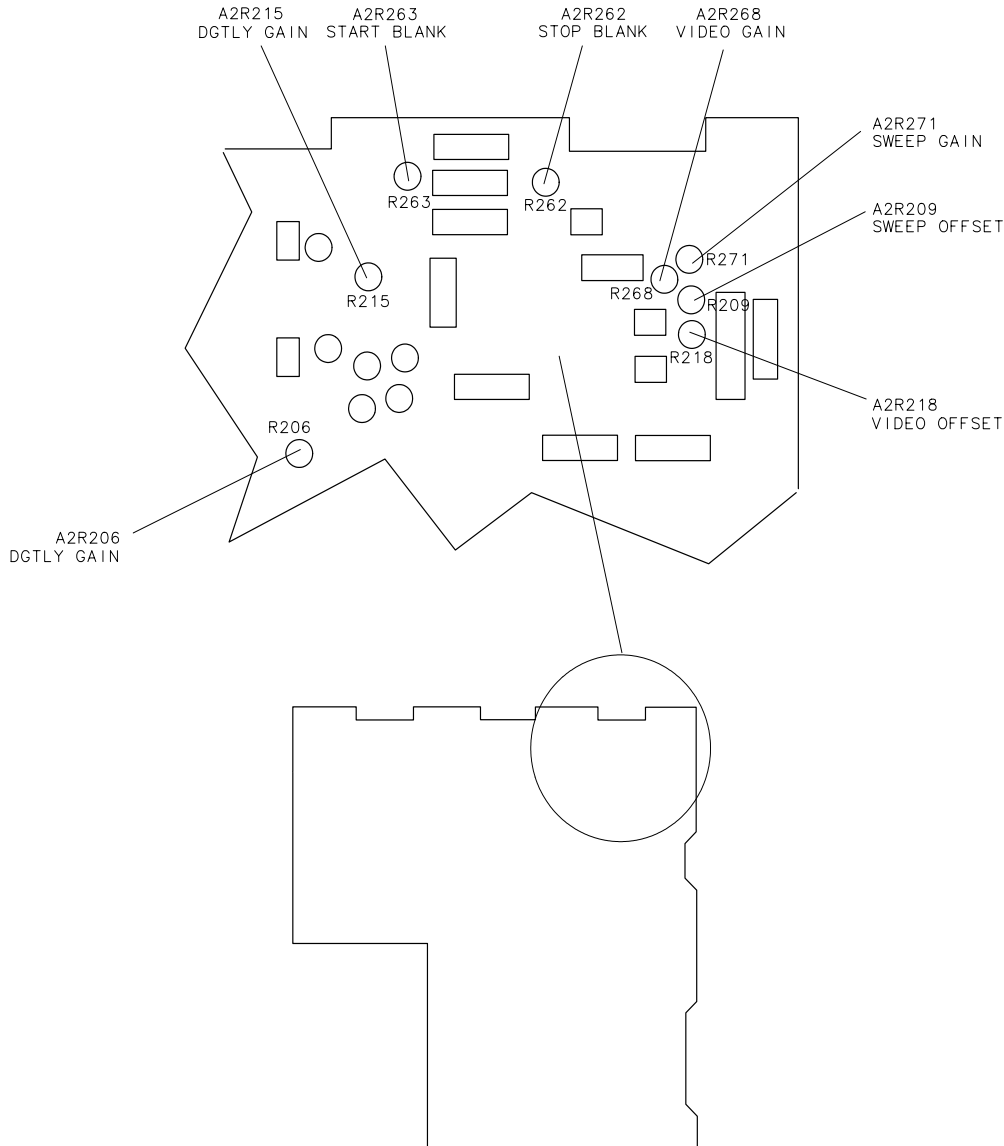 A2R215
DGTLY GAIN
A2R263
START BLANK
A2R262
STOP BLANK
A2R268
VIDEO GAIN
A2R271
SWEEP GAIN
R263
R262
A2R209
SWEEP OFFSET
R271
R215
R268
R209
R218
A2R218
VIDEO OFFSET
R206
A2R206
DGTLY GAIN